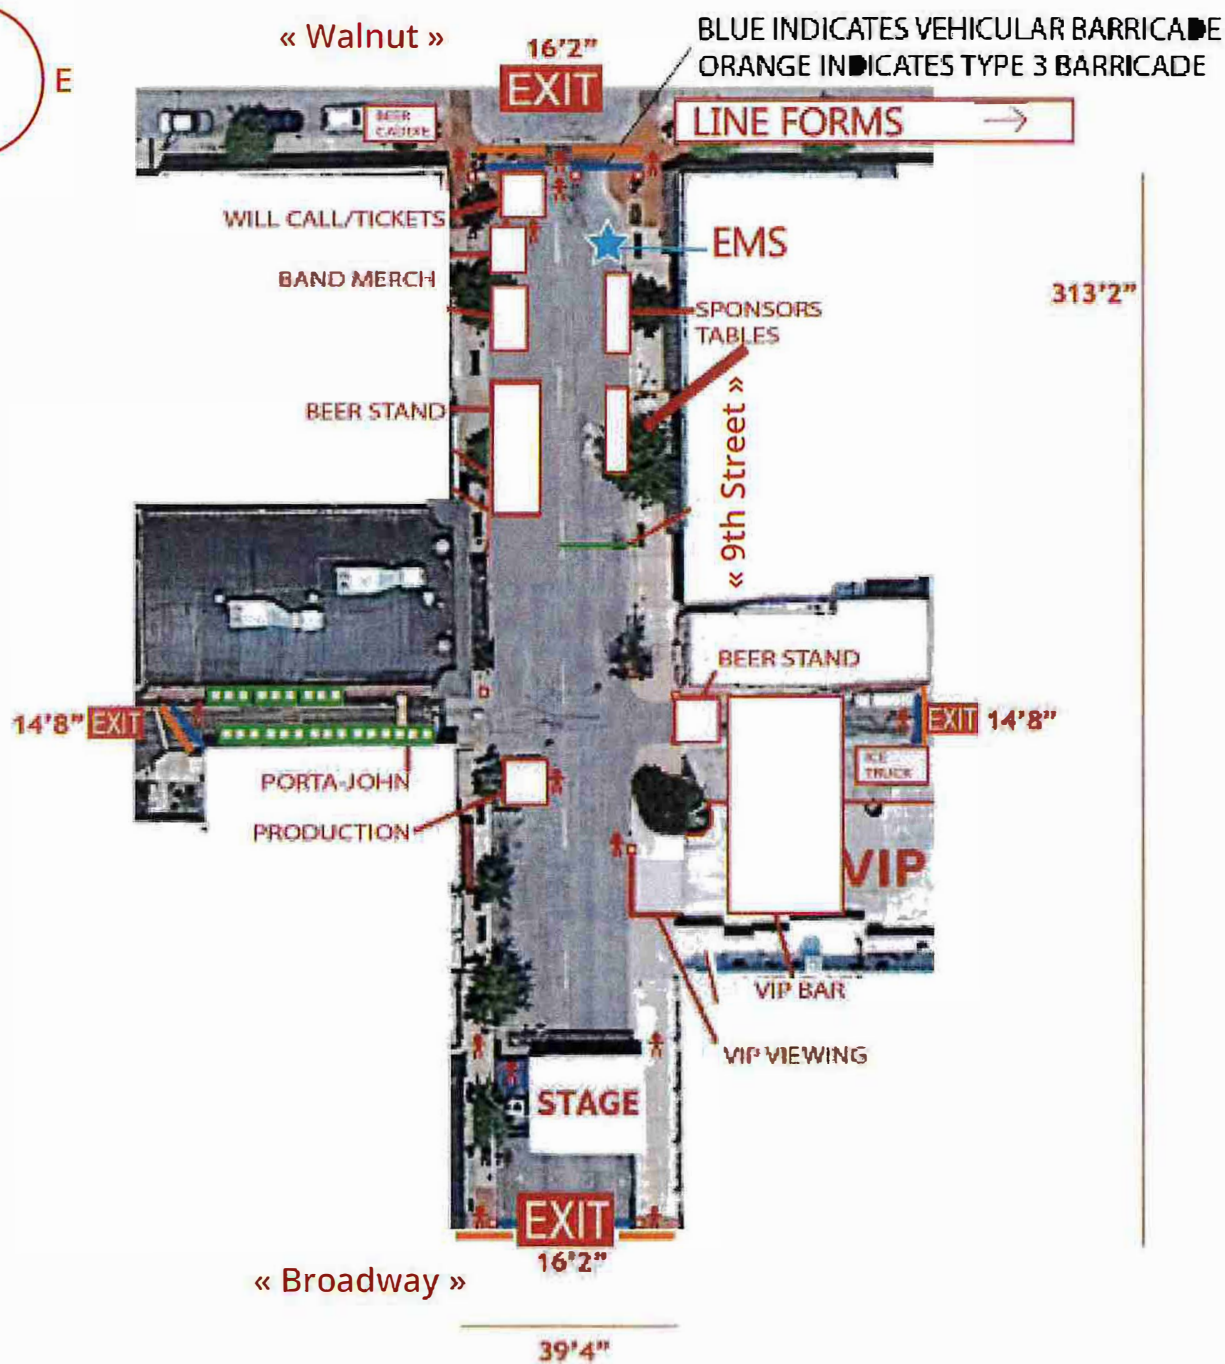 « Walnut »
BLUE INDICATES VEHICULAR BARRICADE
ORANGE INDICATES TYPE 3 BARRICADE
E
16'2"
EXIT
BEER
LINE FORMS →
WILL CALL/TICKETS
EMS
BAND MERCH
313'2"
SPONSORS
TABLES
BEER STAND
« 9th Street »
BEER STAND
14'8" EXIT
EXIT 14'8"
ICE
TRUCK
PORTA-JOHN
PRODUCTION
VIP
VIP BAR
VIP VIEWING
STAGE
EXIT
16'2"
« Broadway »
39'4"